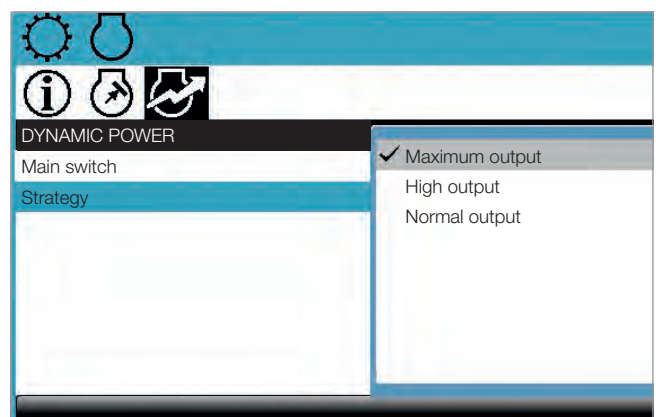 DYNAMIC POWER
Main switch
Strategy
Maximum output
High output
Normal output